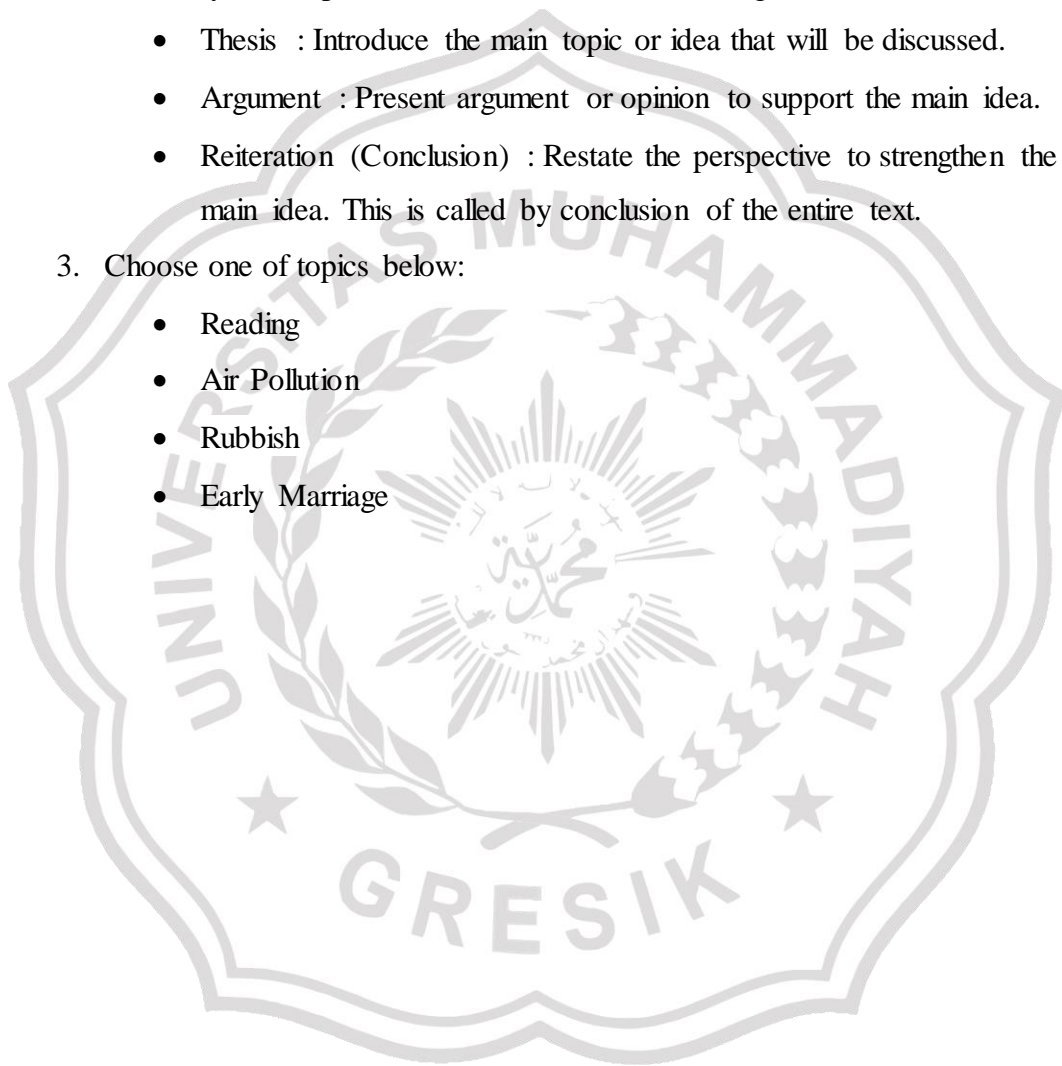 • Thesis : Introduce the main topic or idea that will be discussed.
• Argument : Present argument or opinion to support the main idea.
• Reiteration (Conclusion) : Restate the perspective to strengthen the
main idea. This is called by conclusion of the entire text.
3. Choose one of topics below:
• Reading
• Air Pollution
• Rubbish
• Early Marriage
UNIVERSITAS MUHAMMADIYAH
GRESIK